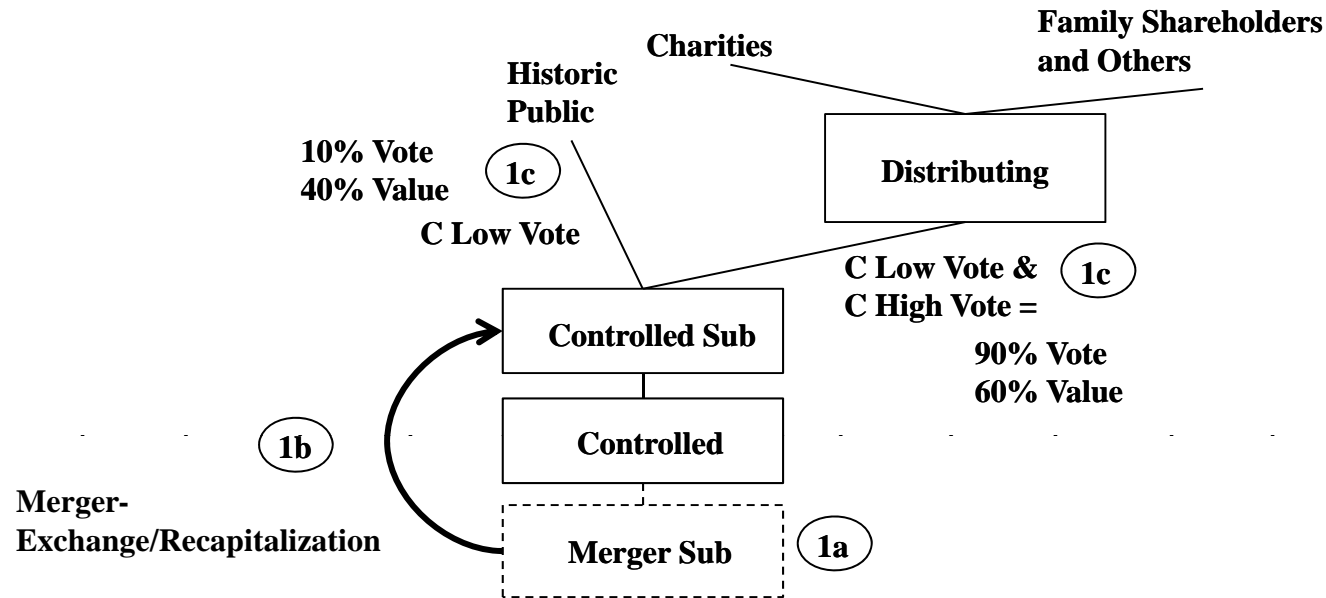 Family Shareholders
and Others
Charities
Historic
Public
10% Vote
40% Value
1c
Distributing
C Low Vote
C Low Vote &
C High Vote =
1c
90% Vote
60% Value
Controlled Sub
Controlled
1b
Merger-
Exchange/Recapitalization
Merger Sub
1a